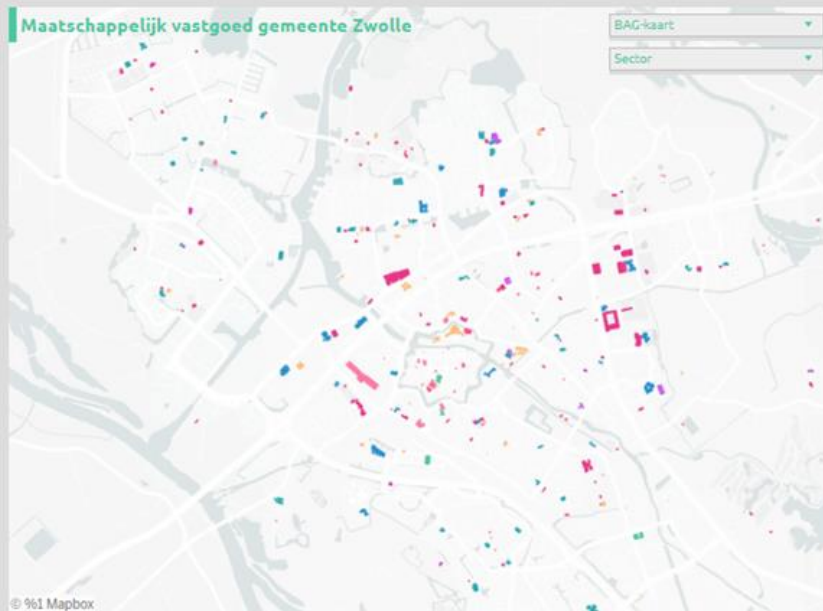 Maatschappelijk vastgoed gemeente Zwolle
BAG-kaart
Sector
© %1 Mapbox